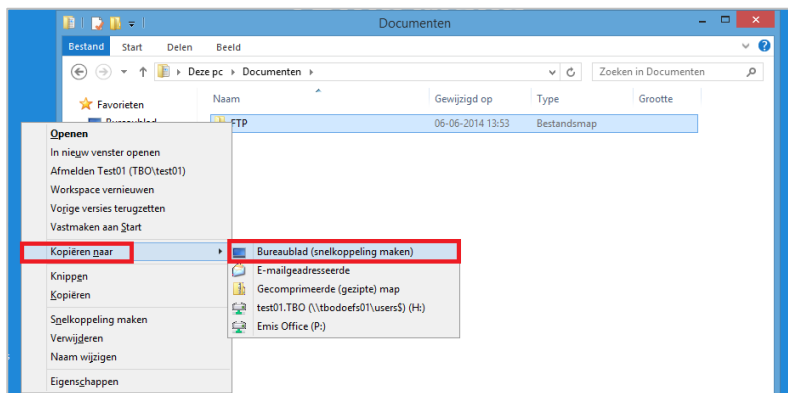 Documenten
Bestand Start Delen Beeld
Deze pc Documenten Zoeken in Documenten
Favorieten
Naam Gewijzigd op Type Grootte
Bureaublad
FTP 06-06-2014 13:53 Bestandsmap
Openen
In nieuw venster openen
Afmelden Test01 (TBO\test01)
Workspace vernieuwen
Vorige versies terugzetten
Vastmaken aan Start
Kopiëren naar
Knippen
Kopiëren
Snelkoppeling maken
Verwijderen
Naam wijzigen
Eigenschappen
Bureaublad (snelkoppeling maken)
E-mailgeadresseerde
Gecomprimeerde (gezipte) map
test01.TBO (\\tbodoefs01\users$) (H:)
Emis Office (P:)